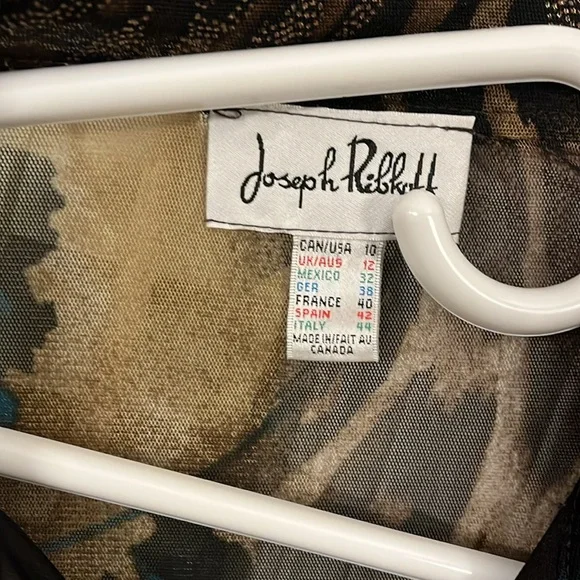 Joseph Ribkoff
CAN/USA 10
UK/AUS 12
MEXICO 32
GER 38
FRANCE 40
SPAIN 42
ITALY 44
MADE IN/FAIT AU
CANADA